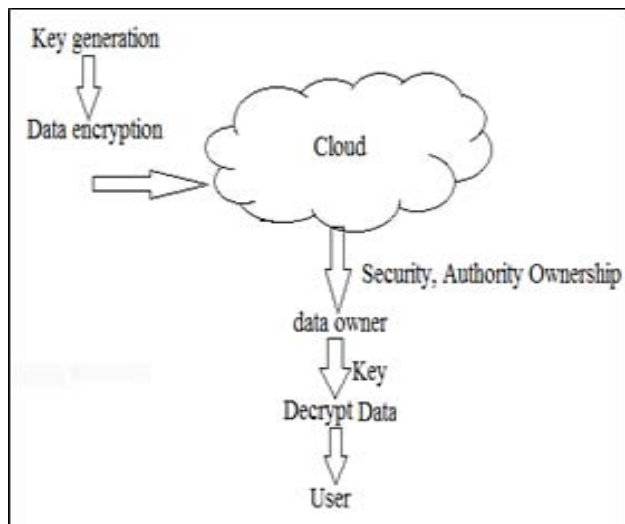 Key generation
Data encryption
Cloud
Security, Authority Ownership
data owner
Key
Decrypt Data
User